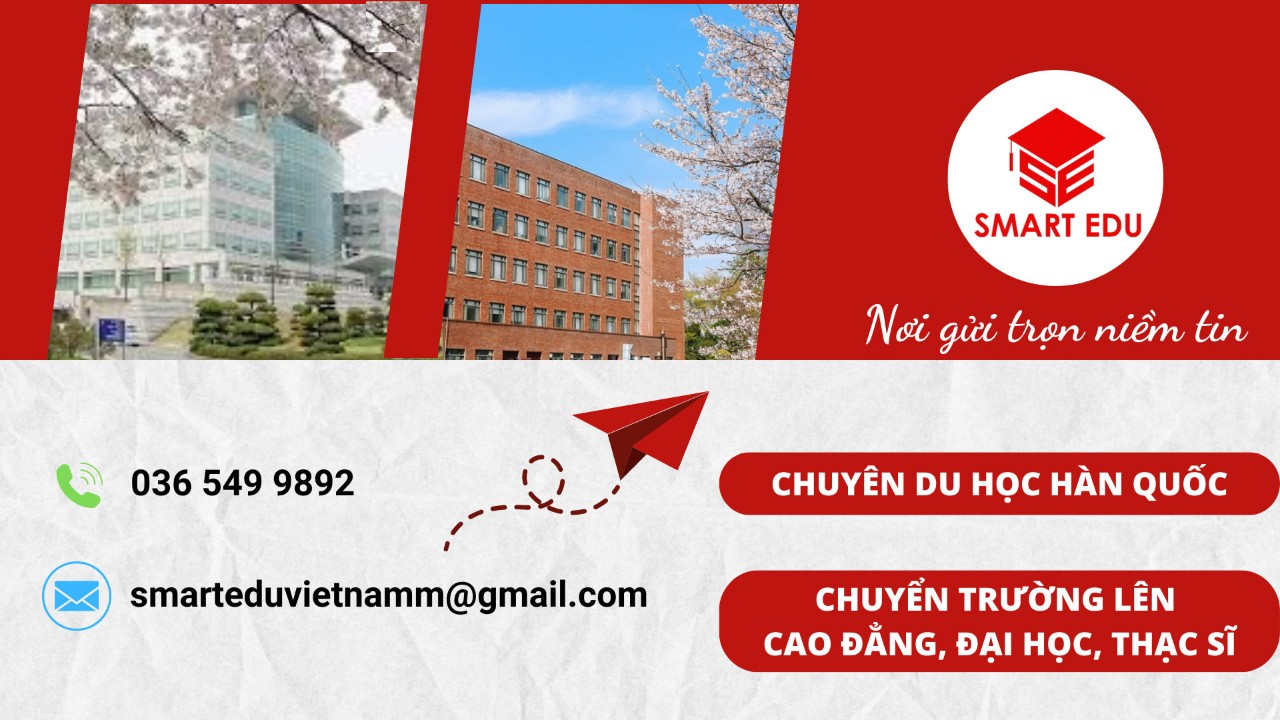 SE
SMART EDU
Nơi gửi trọn niềm tin
036 549 9892
smarteduvietnamm@gmail.com
CHUYÊN DU HỌC HÀN QUỐC
CHUYỂN TRƯỜNG LÊN
CAO ĐẲNG, ĐẠI HỌC, THẠC SĨ